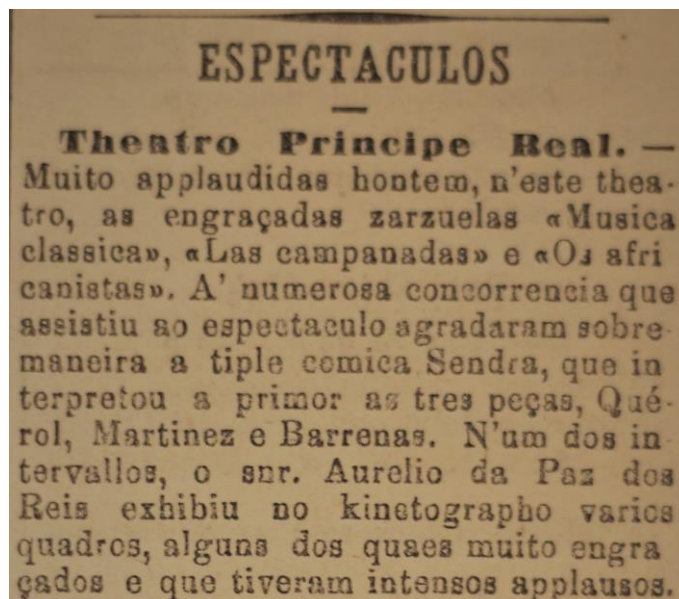 ESPECTACULOS
Theatro Principe Real. —
Muito applaudidas hontem, n'este thea-
tro, as engraçadas zarzuelas «Musica
classica», «Las campanadas» e «Os afri
canistas». A' numerosa concorrencia que
assistiu ao espectaculo agradaram sobre-
maneira a tiple comica Sendra, que in
terpretou a primor as tres peças, Qué-
rol, Martinez e Barrenas. N'um dos in
tervallos, o snr. Aurelio da Paz dos
Reis exhibiu no kinetographo varios
quadros, alguns dos quaes muito engra
çados e que tiveram intensos applausos.